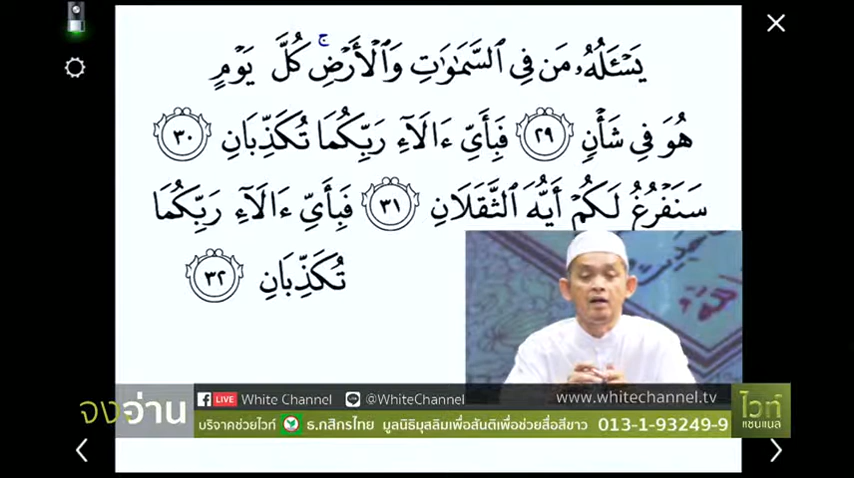 يَسْـَٔلُهُۥ مَن فِى ٱلسَّمَٰوَٰتِ وَٱلْأَرْضِ ۚ كُلَّ يَوْمٍ
هُوَ فِى شَأْنٍ ٢٩ فَبِأَىِّ ءَالَآءِ رَبِّكُمَا تُكَذِّبَانِ ٣٠
سَنَفْرُغُ لَكُمْ أَيُّهَ ٱلثَّقَلَانِ ٣١ فَبِأَىِّ ءَالَآءِ رَبِّكُمَا
تُكَذِّبَانِ ٣٢
จงอ่าน
LIVE White Channel @WhiteChannel www.whitechannel.tv
บริจาคช่วยไวท์ ธ.กสิกรไทย มูลนิธิมุสลิมเพื่อสันติเพื่อช่วยสื่อสีขาว 013-1-93249-9
ไวท์
แชนแนล